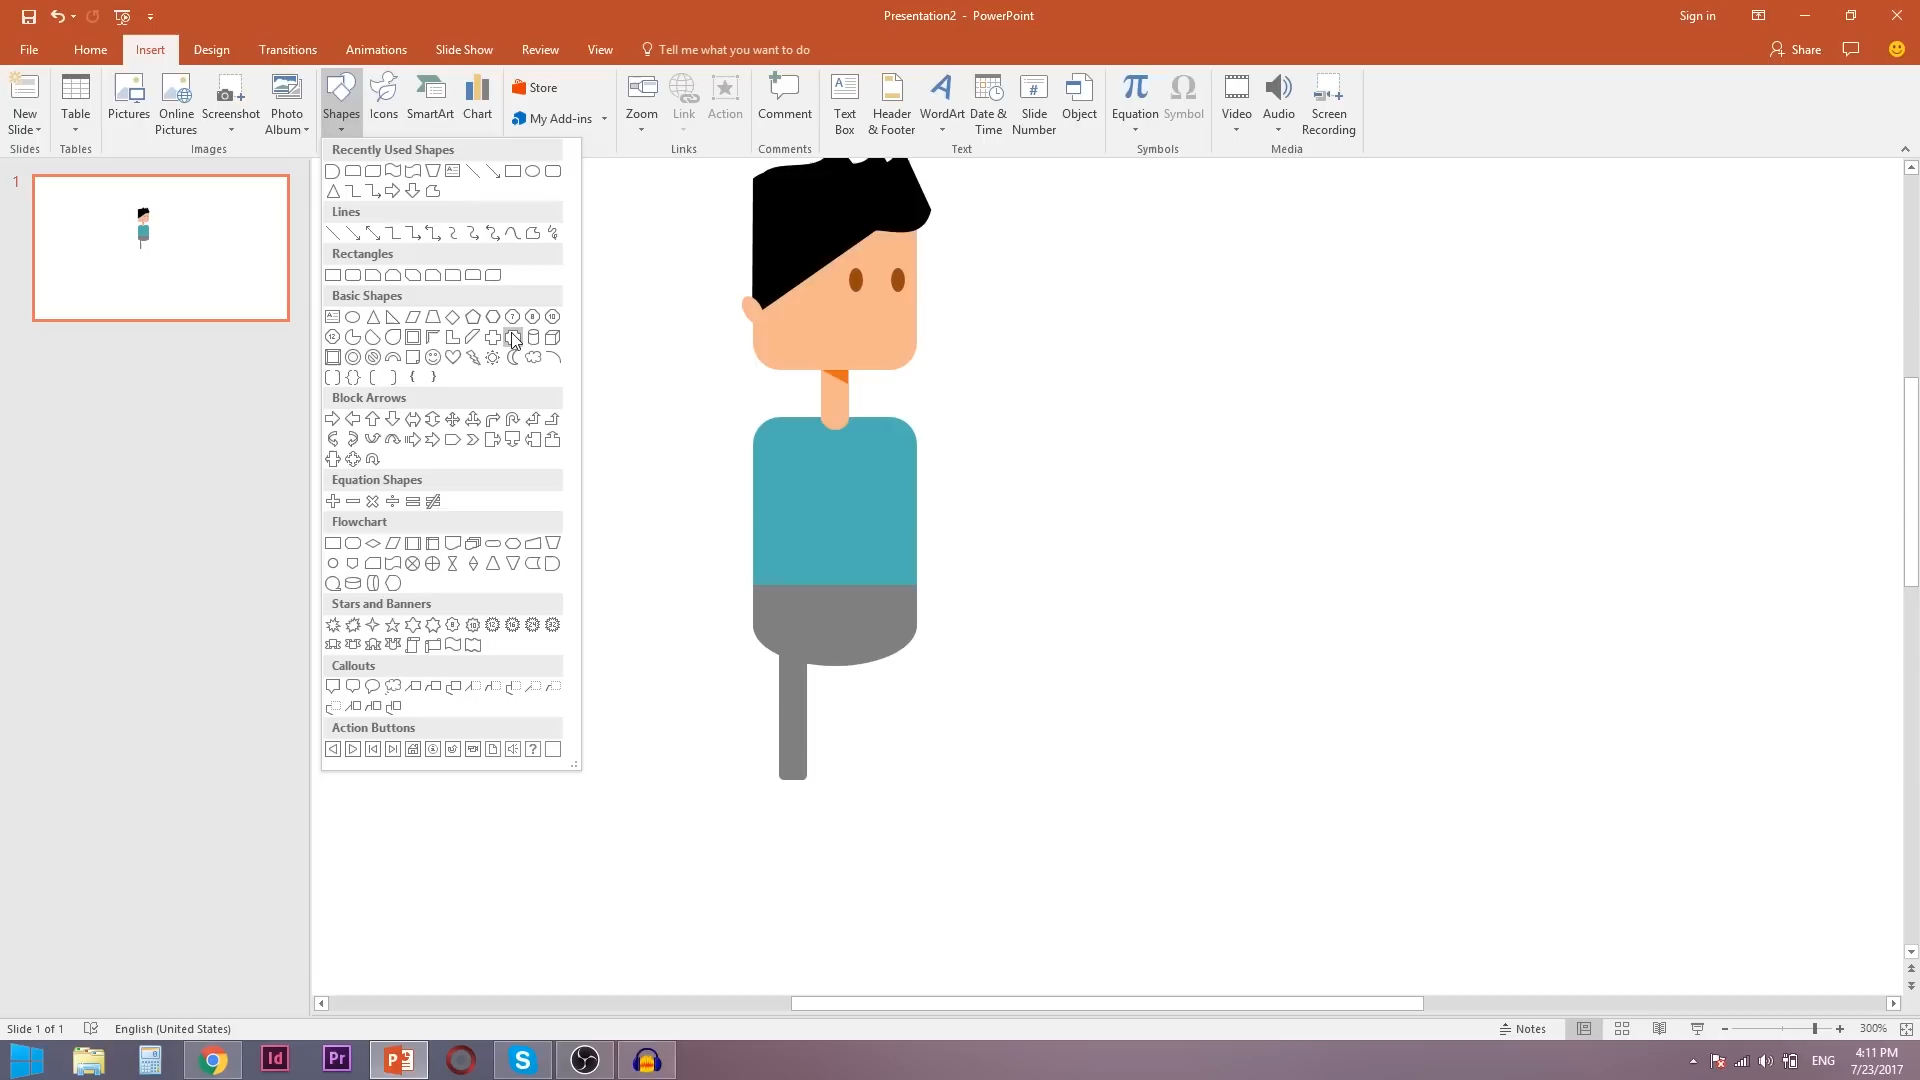 Presentation2 - PowerPoint
Sign in
File Home Insert Design Transitions Animations Slide Show Review View Tell me what you want to do
Share
New Slide
Table
Pictures
Online Pictures
Screenshot
Photo Album
Shapes
Icons
SmartArt
Chart
Store
My Add-ins
Zoom
Link
Action
Comment
Text Box
Header & Footer
WordArt
Date & Time
Slide Number
Object
Equation
Symbol
Video
Audio
Screen Recording
Slides Tables Images Links Comments Text Symbols Media
1
Recently Used Shapes
Lines
Rectangles
Basic Shapes
Block Arrows
Equation Shapes
Flowchart
Stars and Banners
Callouts
Action Buttons
Slide 1 of 1
English (United States)
Notes
300%
Id
Pr
ENG
4:11 PM
7/23/2017